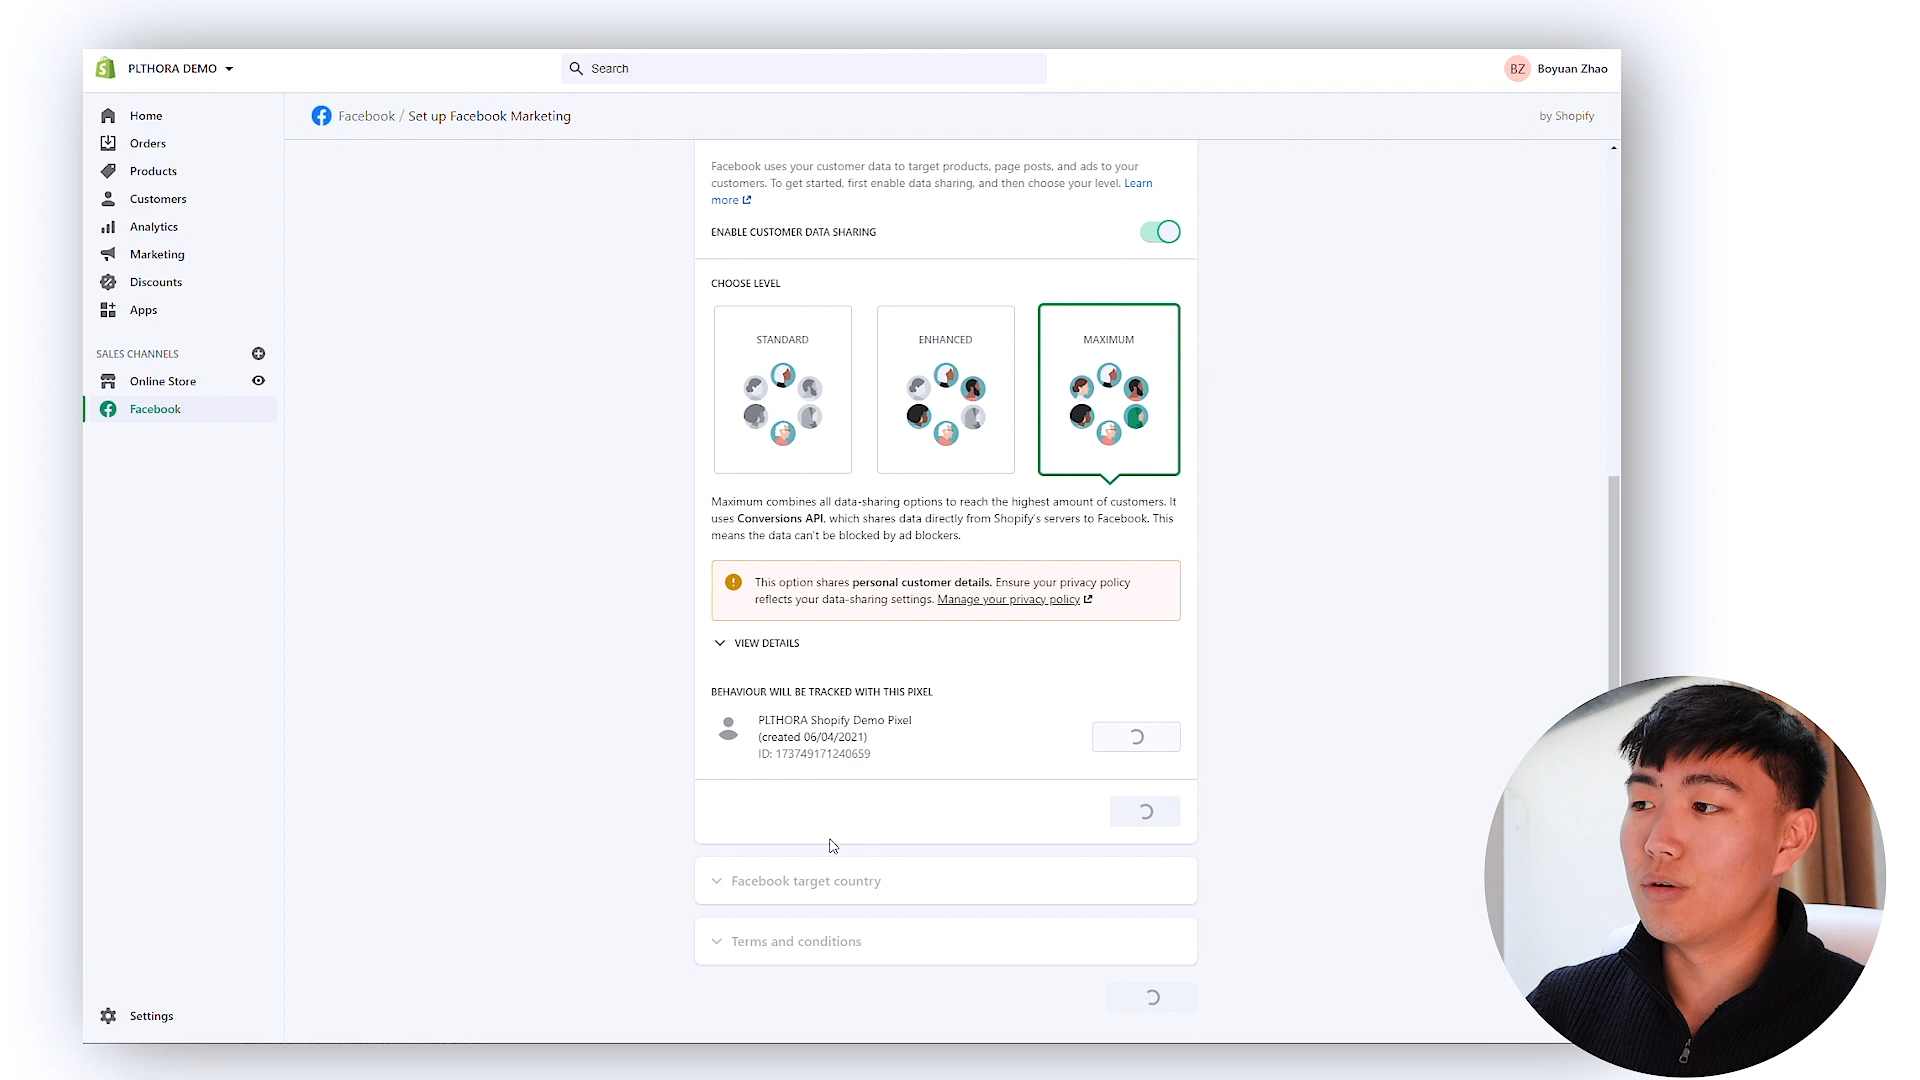 PLTHORA DEMO
Search
BZ
Boyuan Zhao
Home
Orders
Products
Customers
Analytics
Marketing
Discounts
Apps
SALES CHANNELS
Online Store
Facebook
Settings
Facebook / Set up Facebook Marketing
by Shopify
Facebook uses your customer data to target products, page posts, and ads to your
customers. To get started, first enable data sharing, and then choose your level. Learn
more
ENABLE CUSTOMER DATA SHARING
CHOOSE LEVEL
STANDARD
ENHANCED
MAXIMUM
Maximum combines all data-sharing options to reach the highest amount of customers. It
uses Conversions API, which shares data directly from Shopify's servers to Facebook. This
means the data can't be blocked by ad blockers.
This option shares personal customer details. Ensure your privacy policy
reflects your data-sharing settings. Manage your privacy policy
VIEW DETAILS
BEHAVIOUR WILL BE TRACKED WITH THIS PIXEL
PLTHORA Shopify Demo Pixel
(created 06/04/2021)
ID: 173749171240659
Facebook target country
Terms and conditions